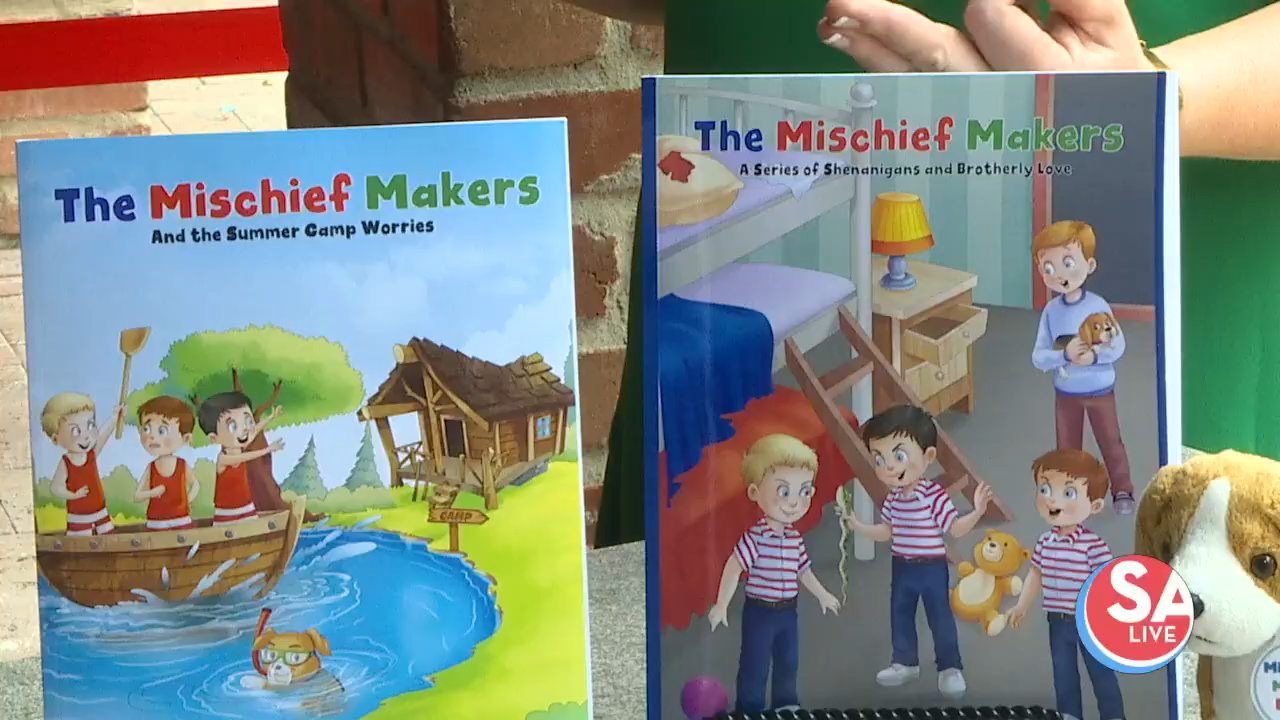 The Mischief Makers
And the Summer Camp Worries
CAMP
The Mischief Makers
A Series of Shenanigans and Brotherly Love
SA
LIVE